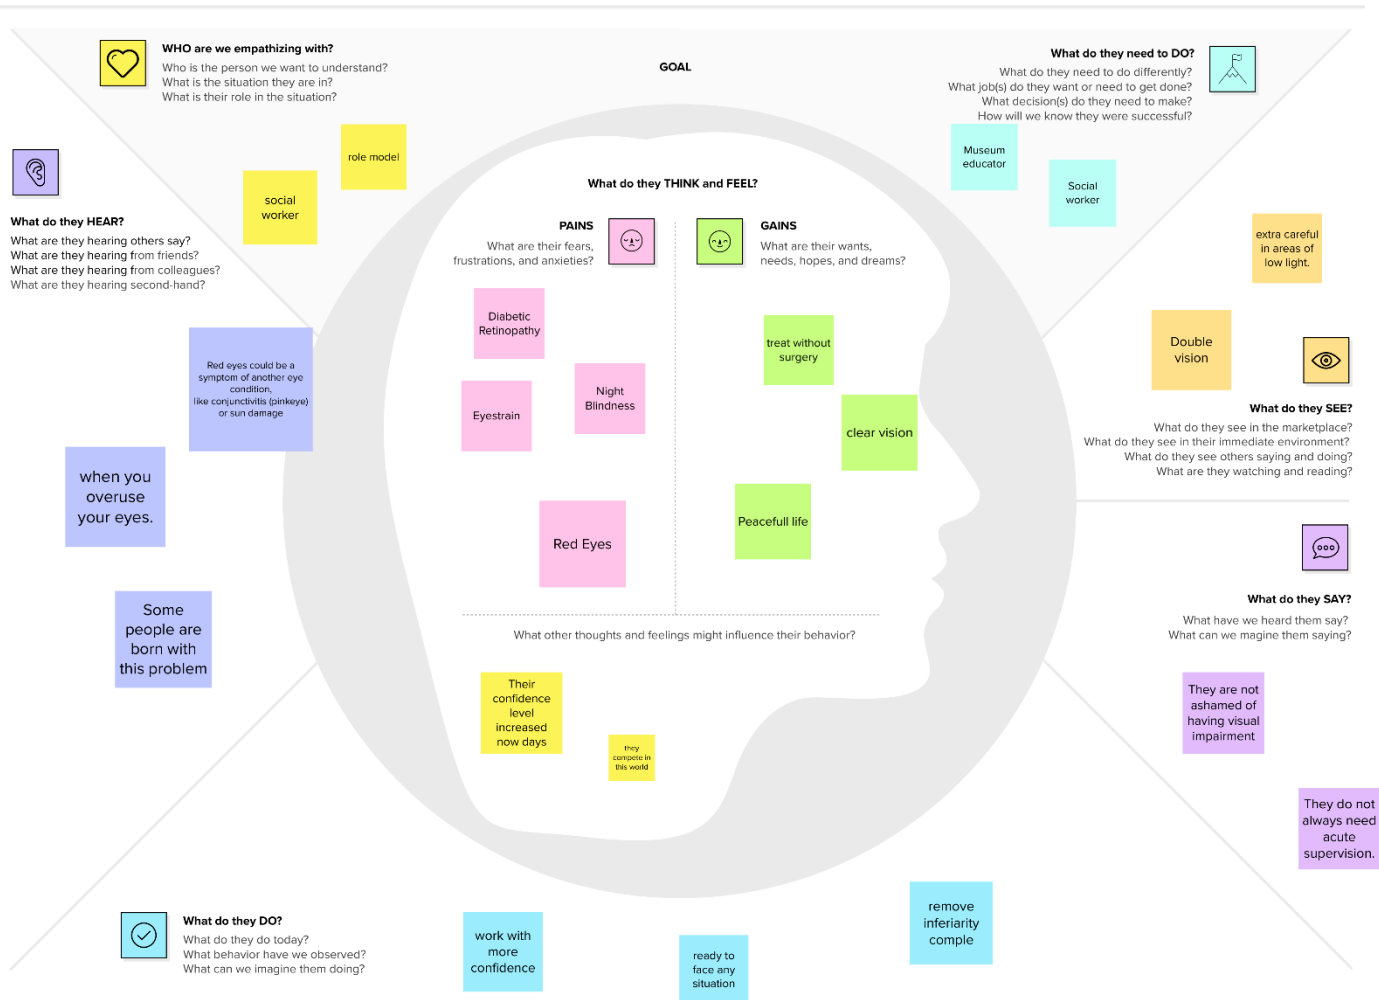 WHO are we empathizing with?
Who is the person we want to understand?
What is the situation they are in?
What is their role in the situation?
role model
social
worker
GOAL
What do they need to DO?
What do they need to do differently?
What job(s) do they want or need to get done?
What decision(s) do they need to make?
How will we know they were successful?
Museum
educator
Social
worker
What do they HEAR?
What are they hearing others say?
What are they hearing from friends?
What are they hearing from colleagues?
What are they hearing second-hand?
Red eyes could be a
symptom of another eye
condition,
like conjunctivitis (pinkeye)
or sun damage
when you
overuse
your eyes.
Some
people are
born with
this problem
What do they THINK and FEEL?
PAINS
What are their fears,
frustrations, and anxieties?
Diabetic
Retinopathy
Eyestrain
Night
Blindness
Red Eyes
GAINS
What are their wants,
needs, hopes, and dreams?
treat without
surgery
clear vision
Peacefull life
What other thoughts and feelings might influence their behavior?
Their
confidence
level
increased
now days
they
compete in
this world
extra careful
in areas of
low light.
Double
vision
What do they SEE?
What do they see in the marketplace?
What do they see in their immediate environment?
What do they see others saying and doing?
What are they watching and reading?
What do they SAY?
What have we heard them say?
What can we magine them saying?
They are not
ashamed of
having visual
impairment
They do not
always need
acute
supervision.
What do they DO?
What do they do today?
What behavior have we observed?
What can we imagine them doing?
work with
more
confidence
ready to
face any
situation
remove
inferiarity
comple